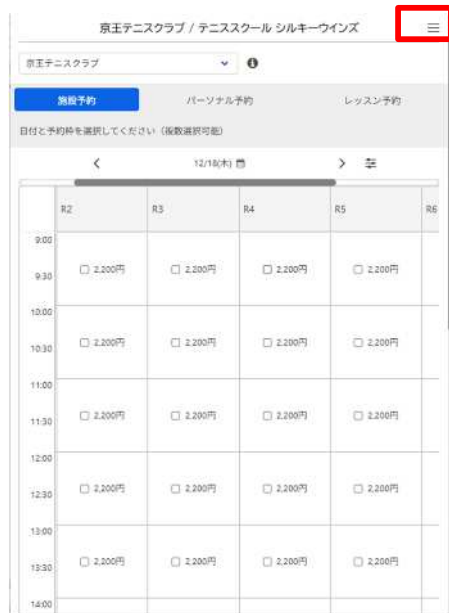 京王テニスクラブ / テニススクール シルキーウインズ
京王テニスクラブ
施設予約 パーソナル予約 レッスン予約
日付と予約枠を選択してください（複数選択可能）
12/18(木)
R2 R3 R4 R5 R6
9:00
9:30 2,200円 2,200円 2,200円 2,200円
10:00
10:30 2,200円 2,200円 2,200円 2,200円
11:00
11:30 2,200円 2,200円 2,200円 2,200円
12:00
12:30 2,200円 2,200円 2,200円 2,200円
13:00
13:30 2,200円 2,200円 2,200円 2,200円
14:00